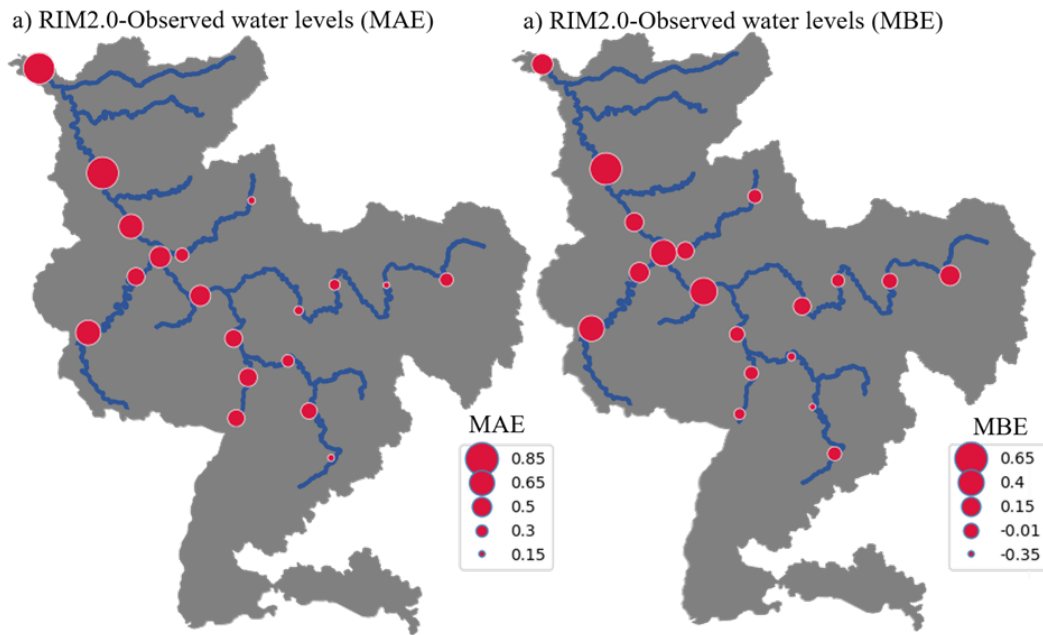 a) RIM2.0-Observed water levels (MAE)
a) RIM2.0-Observed water levels (MBE)
MAE
0.85
0.65
0.5
0.3
0.15
MBE
0.65
0.4
0.15
-0.01
-0.35